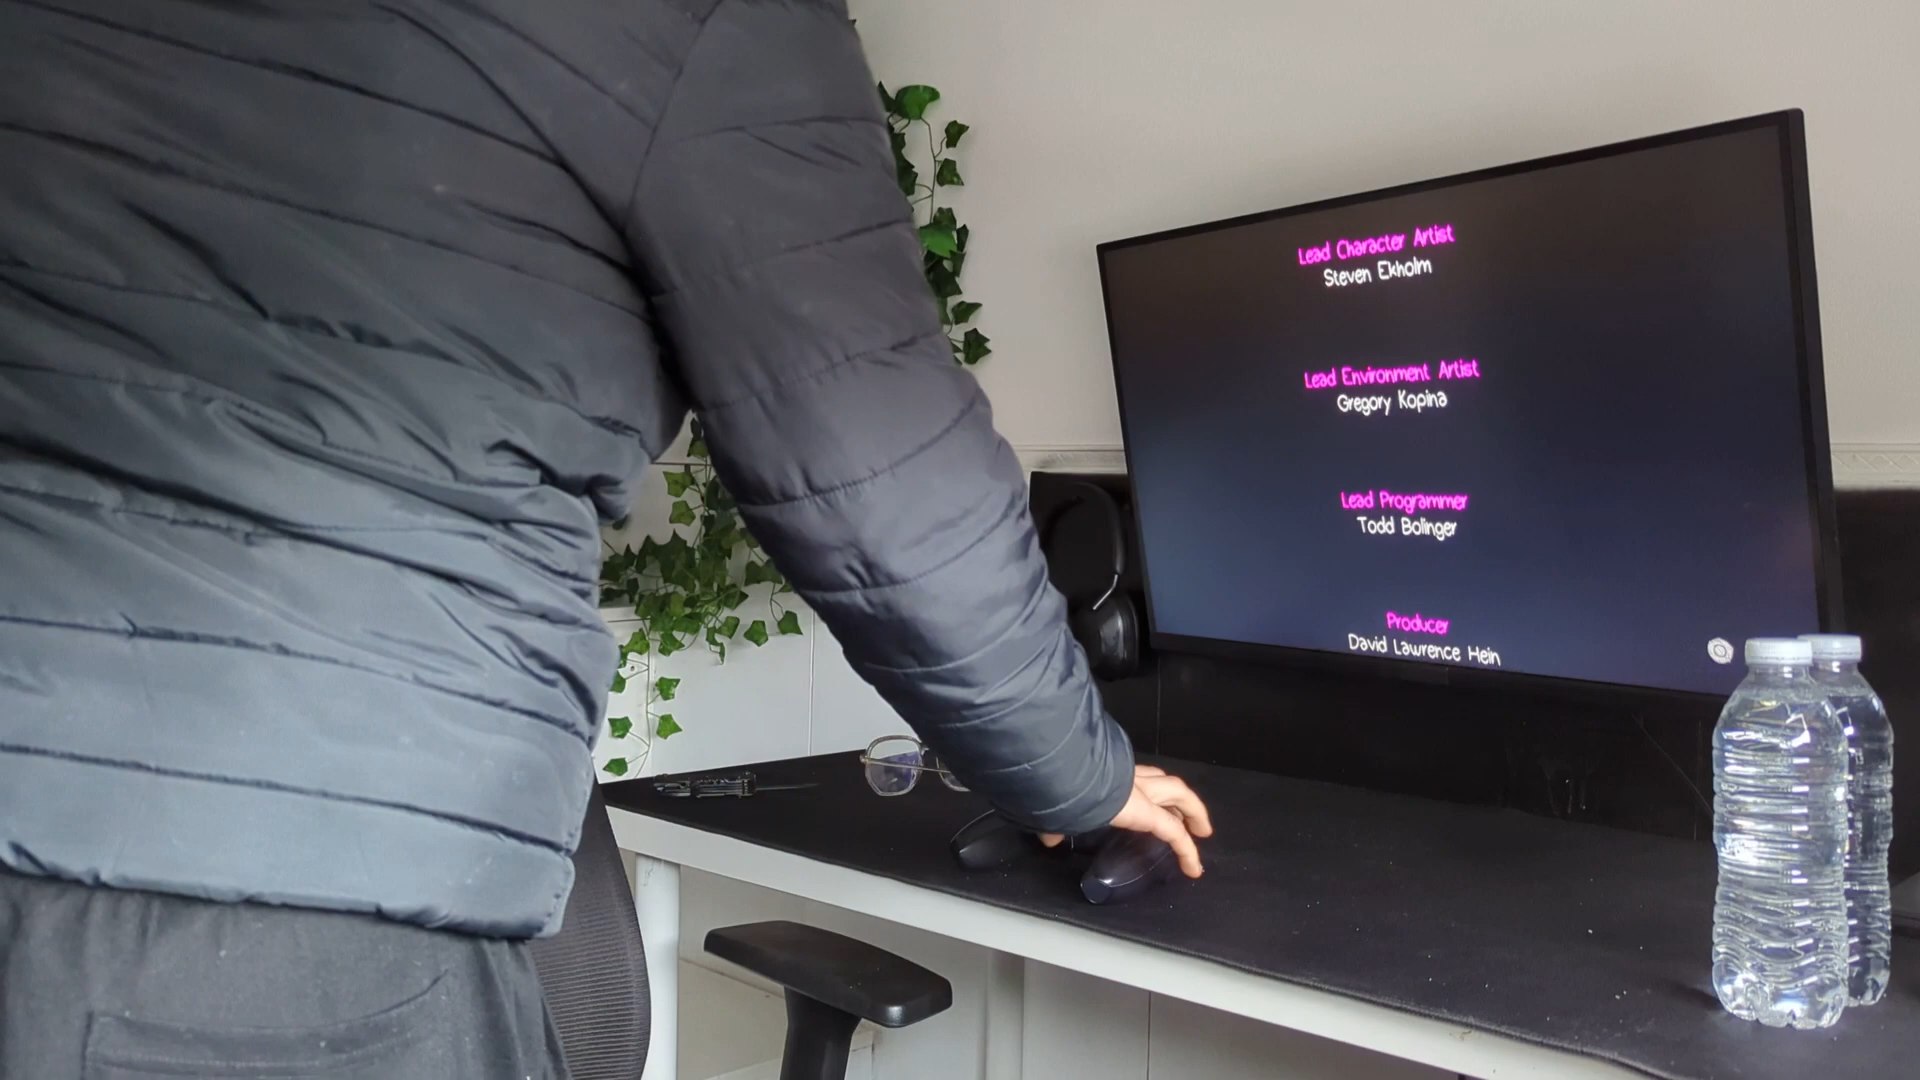 Lead Character Artist
Steven Ekholm
Lead Environment Artist
Gregory Kopina
Lead Programmer
Todd Bolinger
Producer
David Lawrence Hein